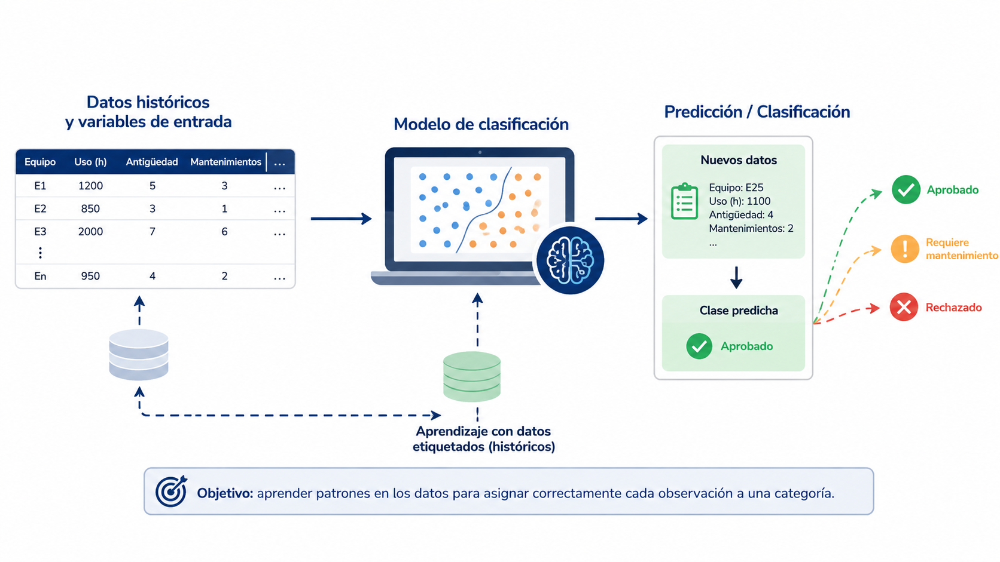 Datos históricos
y variables de entrada
Equipo Uso (h) Antigüedad Mantenimientos ...
E1 1200 5 3 ...
E2 850 3 1 ...
E3 2000 7 6 ...
⋮
En 950 4 2 ...
Modelo de clasificación
Aprendizaje con datos
etiquetados (históricos)
Predicción / Clasificación
Nuevos datos
Equipo: E25
Uso (h): 1100
Antigüedad: 4
Mantenimientos: 2
...
Clase predicha
Aprobado
Aprobado
Requiere
mantenimiento
Rechazado
Objetivo: aprender patrones en los datos para asignar correctamente cada observación a una categoría.